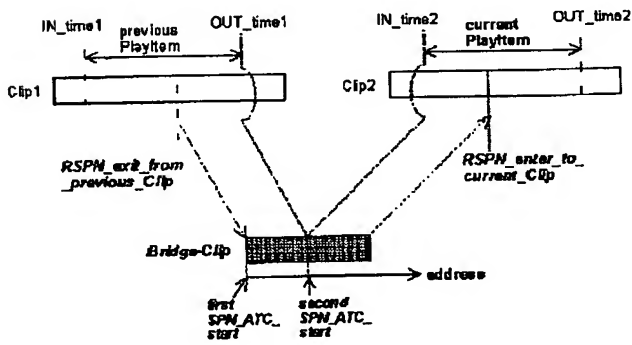 IN_time1
previous
PlayItem
OUT_time1
IN_time2
current
PlayItem
OUT_time2
Clip1
Clip2
RSPN_exit_from
_previous_Clip
RSPN_enter_to_
current_Clip
Bridge-Clip
address
first
SPN_ATC_
start
second
SPN_ATC_
start